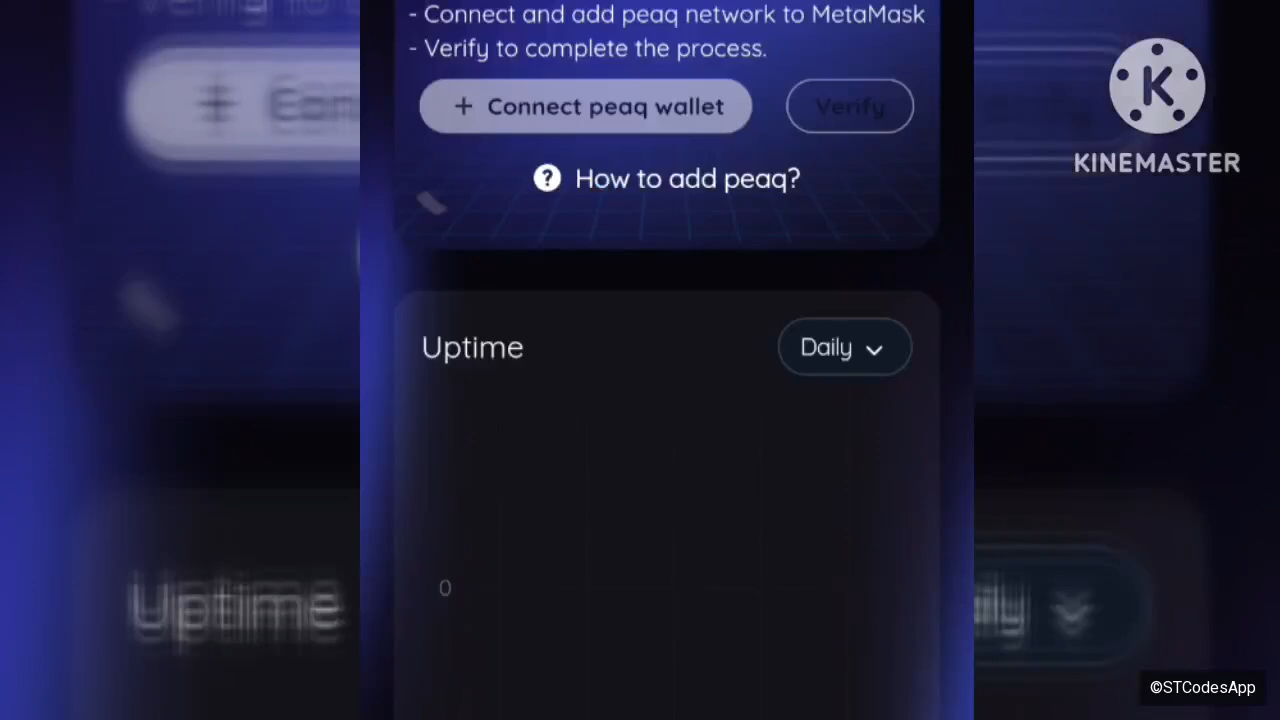 - Connect and add peaq network to MetaMask
- Verify to complete the process.
+ Connect peaq wallet
Verify
? How to add peaq?
Uptime
Daily
0
K
KINEMASTER
Uptime
©STCodesApp